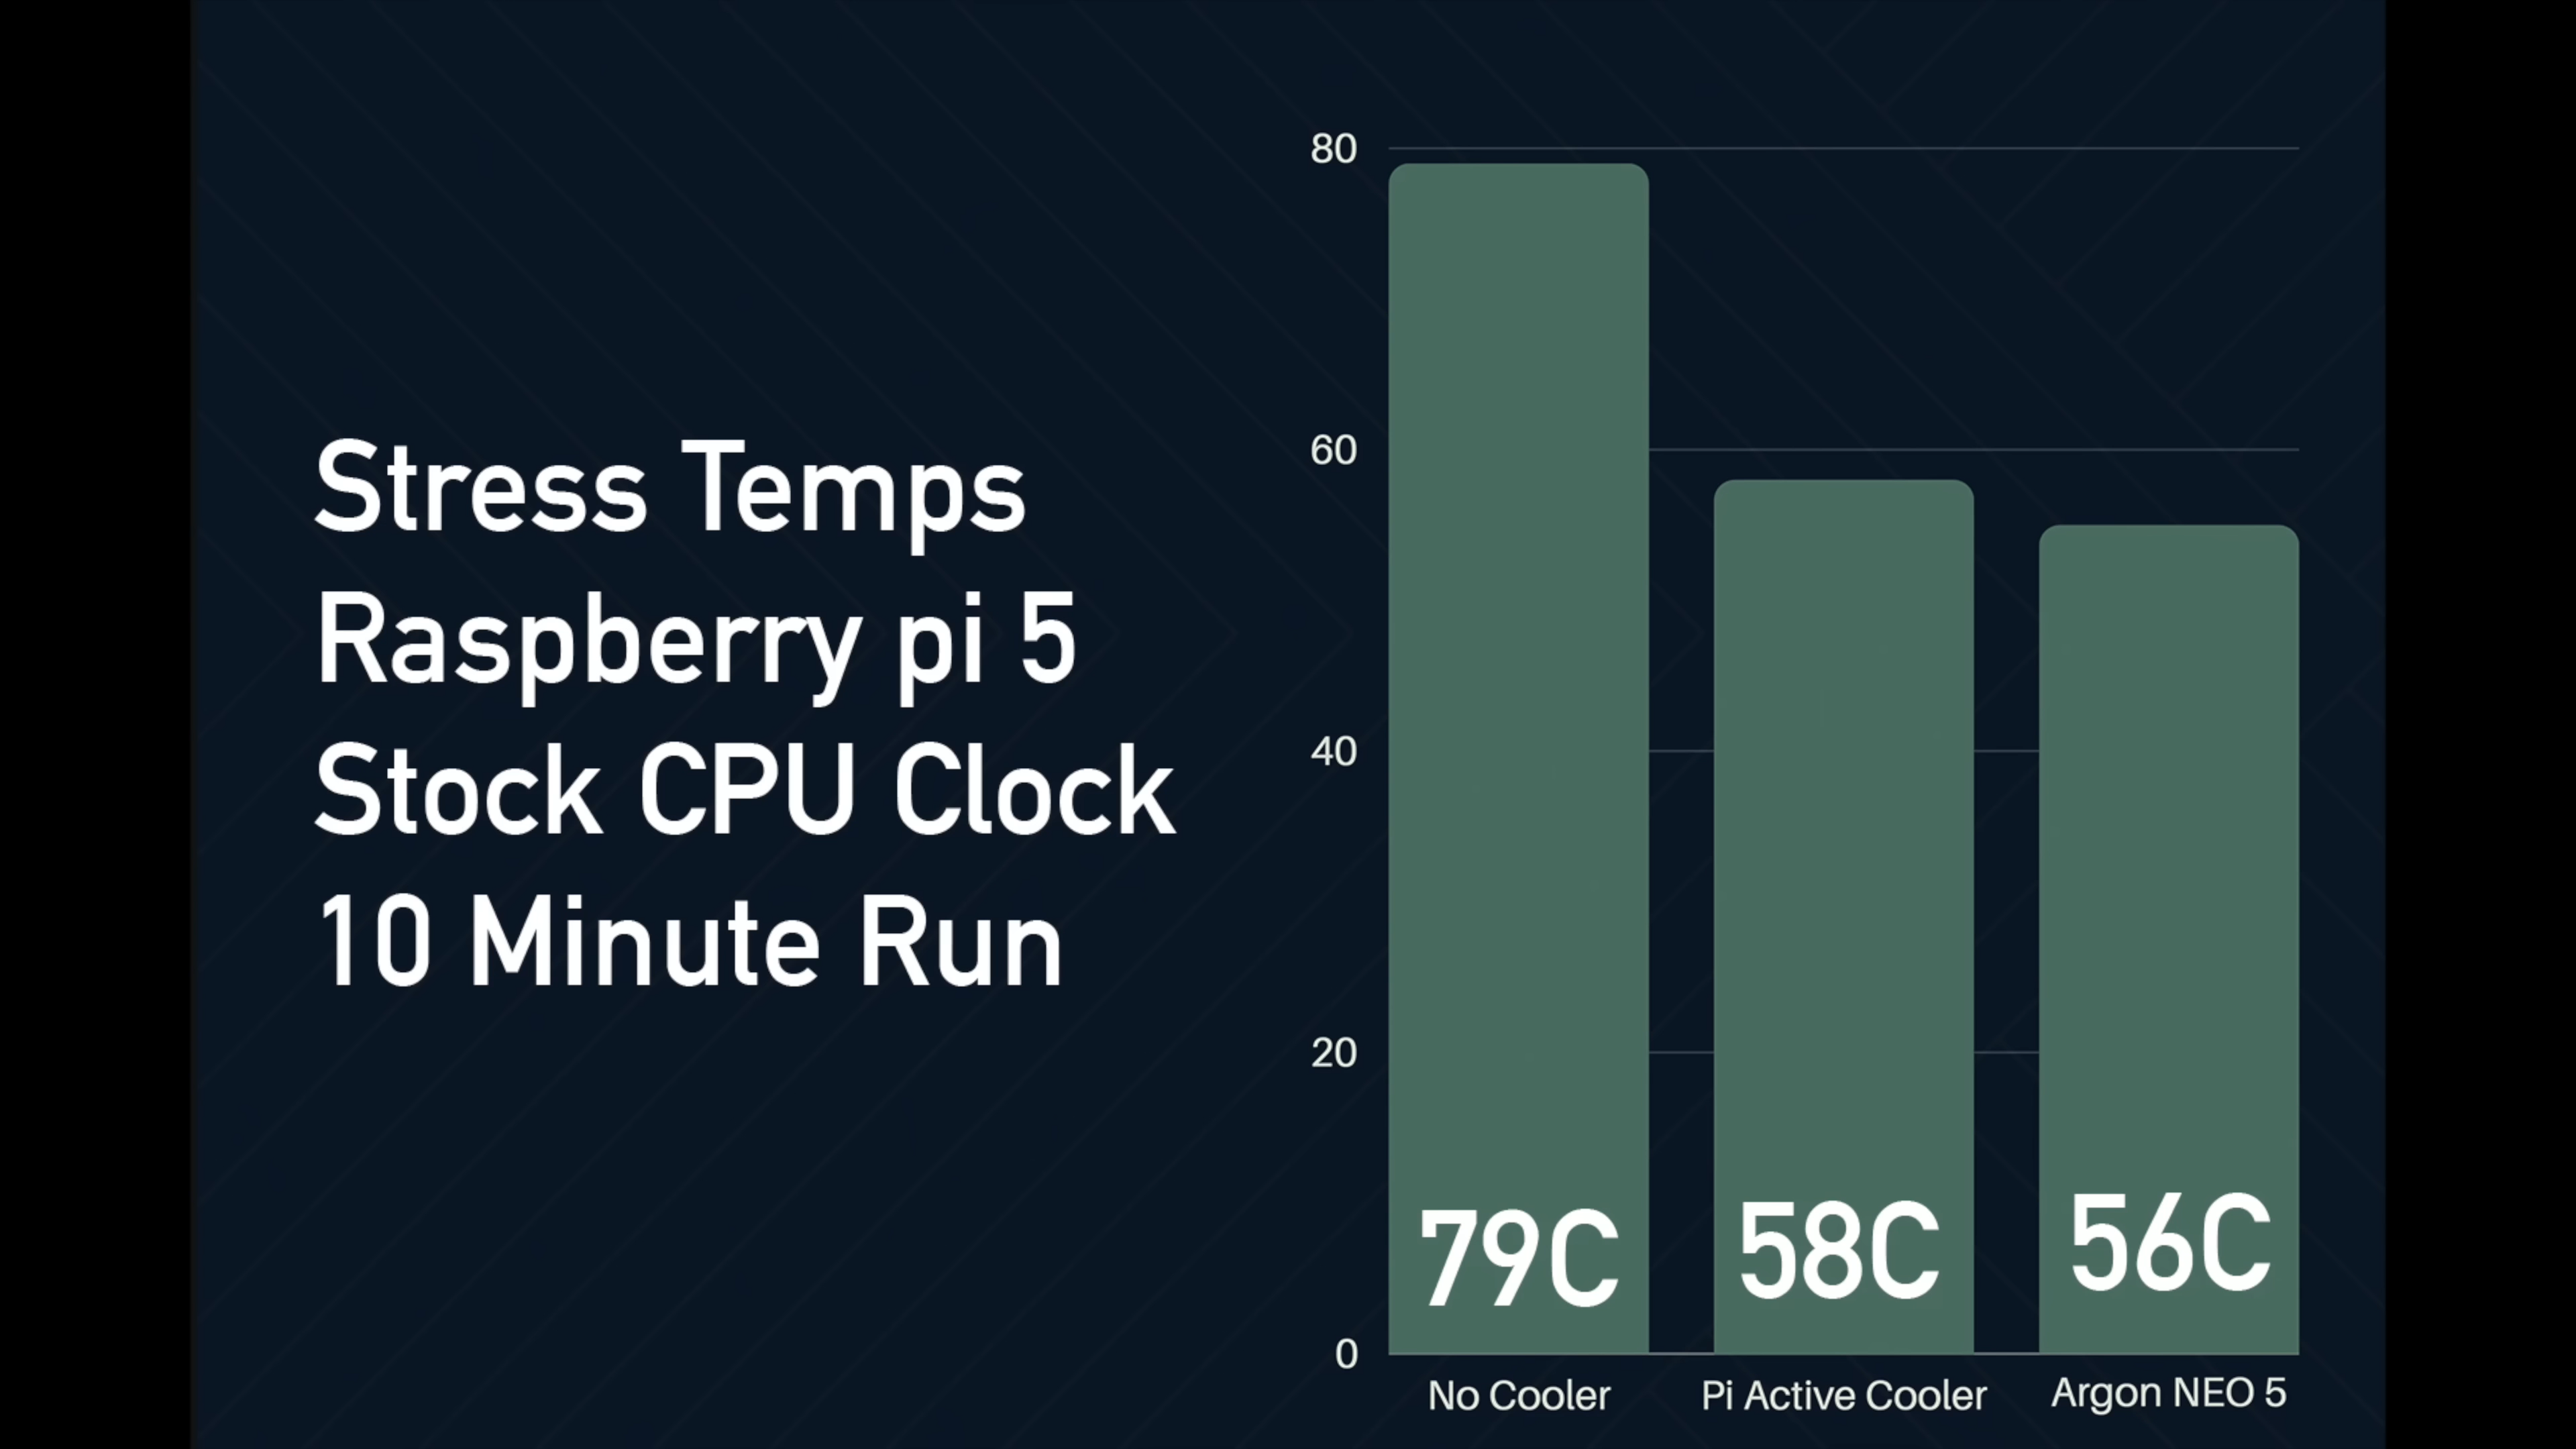 Stress Temps
Raspberry pi 5
Stock CPU Clock
10 Minute Run
80
60
40
20
0
79C
58C
56C
No Cooler
Pi Active Cooler
Argon NEO 5